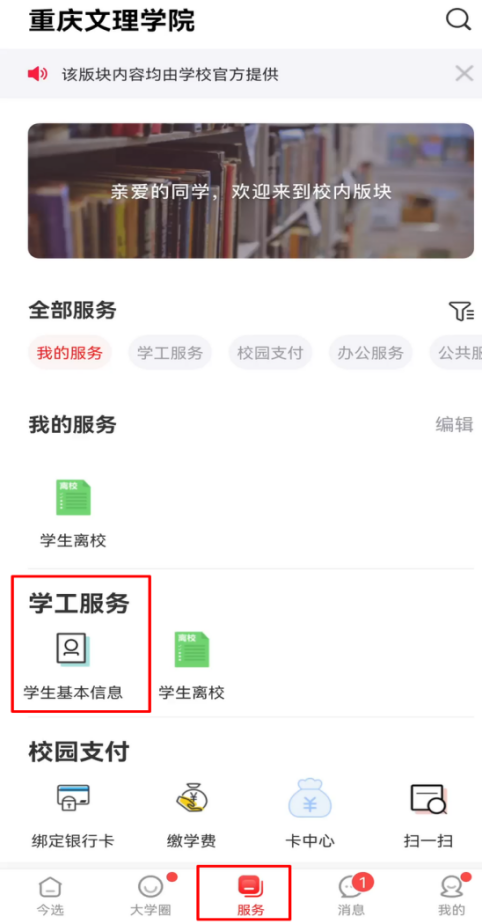 重庆文理学院
该版块内容均由学校官方提供
亲爱的同学，欢迎来到校内版块
全部服务
我的服务 学工服务 校园支付 办公服务 公共服
我的服务 编辑
离校
学生离校
学工服务
离校
学生基本信息 学生离校
校园支付
绑定银行卡 缴学费 卡中心 扫一扫
1
今选 大学圈 服务 消息 我的